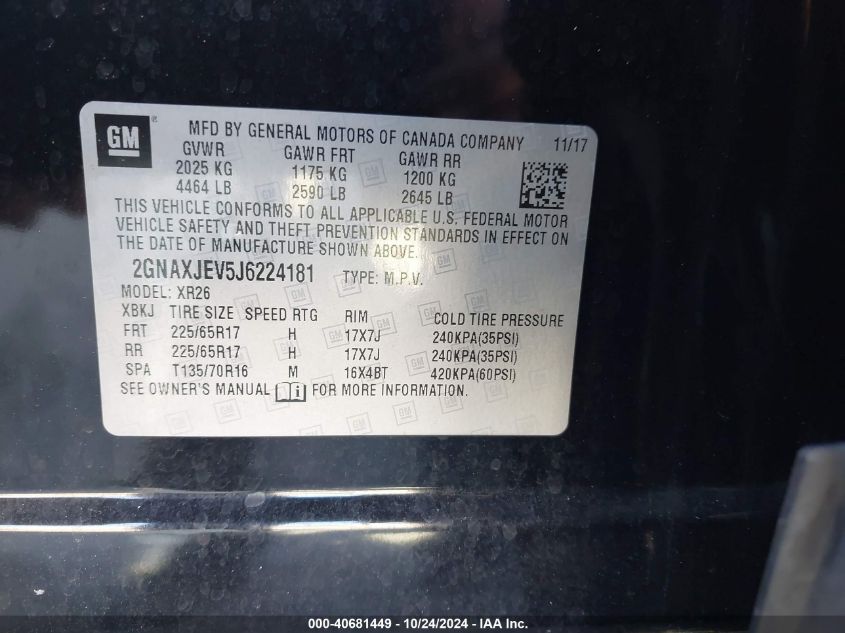 GM ®
MFD BY GENERAL MOTORS OF CANADA COMPANY 11/17
GVWR GAWR FRT GAWR RR
2025 KG 1175 KG 1200 KG
4464 LB 2590 LB 2645 LB
THIS VEHICLE CONFORMS TO ALL APPLICABLE U.S. FEDERAL MOTOR
VEHICLE SAFETY AND THEFT PREVENTION STANDARDS IN EFFECT ON
THE DATE OF MANUFACTURE SHOWN ABOVE.
2GNAXJEV5J6224181 TYPE: M.P.V.
MODEL: XR26
XBKJ TIRE SIZE SPEED RTG RIM COLD TIRE PRESSURE
FRT 225/65R17 H 17X7J 240KPA(35PSI)
RR 225/65R17 H 17X7J 240KPA(35PSI)
SPA T135/70R16 M 16X4BT 420KPA(60PSI)
SEE OWNER'S MANUAL FOR MORE INFORMATION.
000-40681449 - 10/24/2024 - IAA Inc.